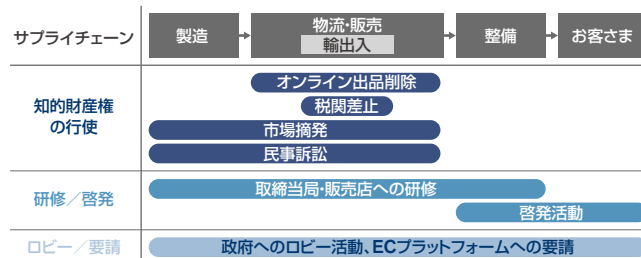 サプライチェーン
製造
物流・販売
輸出入
整備
お客さま
知的財産権
の行使
オンライン出品削除
税関差止
市場摘発
民事訴訟
研修／啓発
取締当局・販売店への研修
啓発活動
ロビー／要請
政府へのロビー活動、ECプラットフォームへの要請